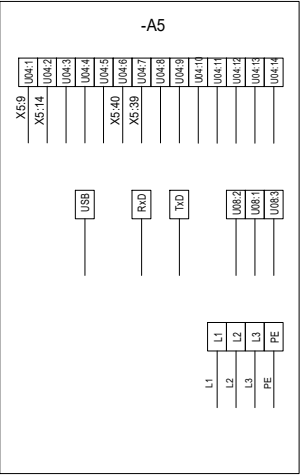 -A5
U04:1
U04:2
U04:3
U04:4
U04:5
U04:6
U04:7
U04:8
U04:9
U04:10
U04:11
U04:12
U04:13
U04:14
X5:9
X5:14
X5:40
X5:39
USB
RxD
TxD
U08:2
U08:1
U08:3
L1
L2
L3
PE
L1
L2
L3
PE